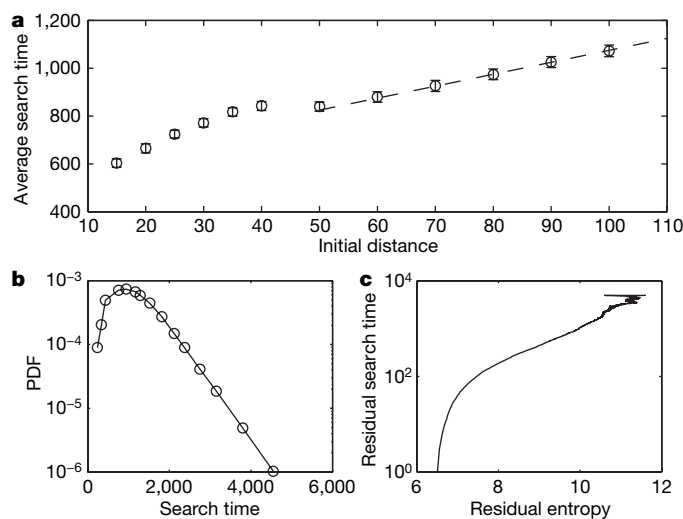 a
Average search time
1,200
1,000
800
600
400
10 20 30 40 50 60 70 80 90 100 110
Initial distance
b
PDF
10⁻³
10⁻⁴
10⁻⁵
10⁻⁶
0 2,000 4,000 6,000
Search time
c
Residual search time
10⁴
10²
10⁰
6 8 10 12
Residual entropy